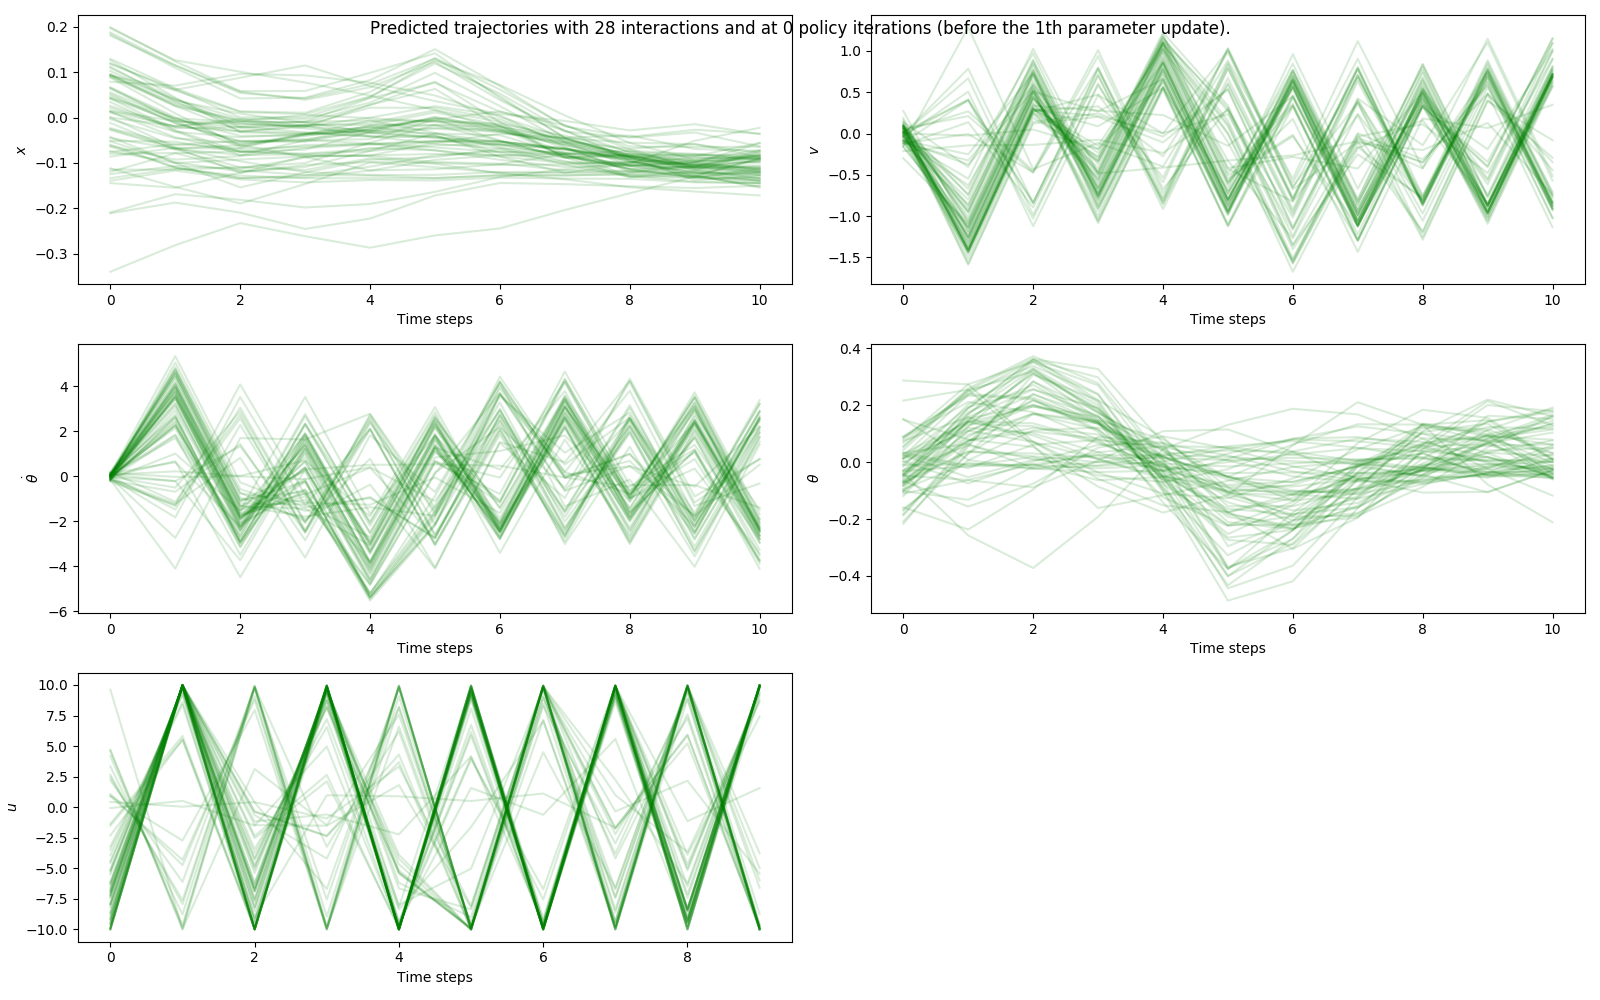 Predicted trajectories with 28 interactions and at 0 policy iterations (before the 1th parameter update).
0.2
0.1
0.0
−0.1
−0.2
−0.3
x
0 2 4 6 8 10
Time steps
1.0
0.5
0.0
−0.5
−1.0
−1.5
v
0 2 4 6 8 10
Time steps
4
2
0
−2
−4
−6
θ̇
0 2 4 6 8 10
Time steps
0.4
0.2
0.0
−0.2
−0.4
θ
0 2 4 6 8 10
Time steps
10.0
7.5
5.0
2.5
0.0
−2.5
−5.0
−7.5
−10.0
u
0 2 4 6 8
Time steps